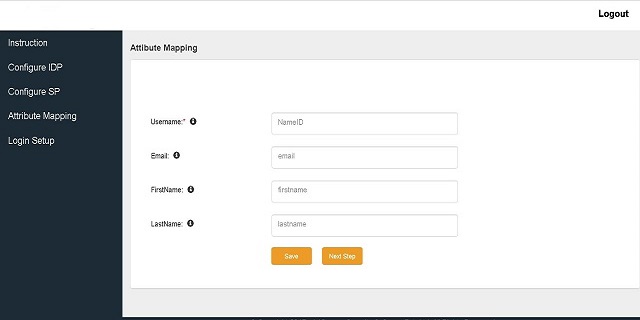 Logout
Instruction
Configure IDP
Configure SP
Attribute Mapping
Login Setup
Attibute Mapping
Username:*
NameID
Email:
email
FirstName:
firstname
LastName:
lastname
Save
Next Step